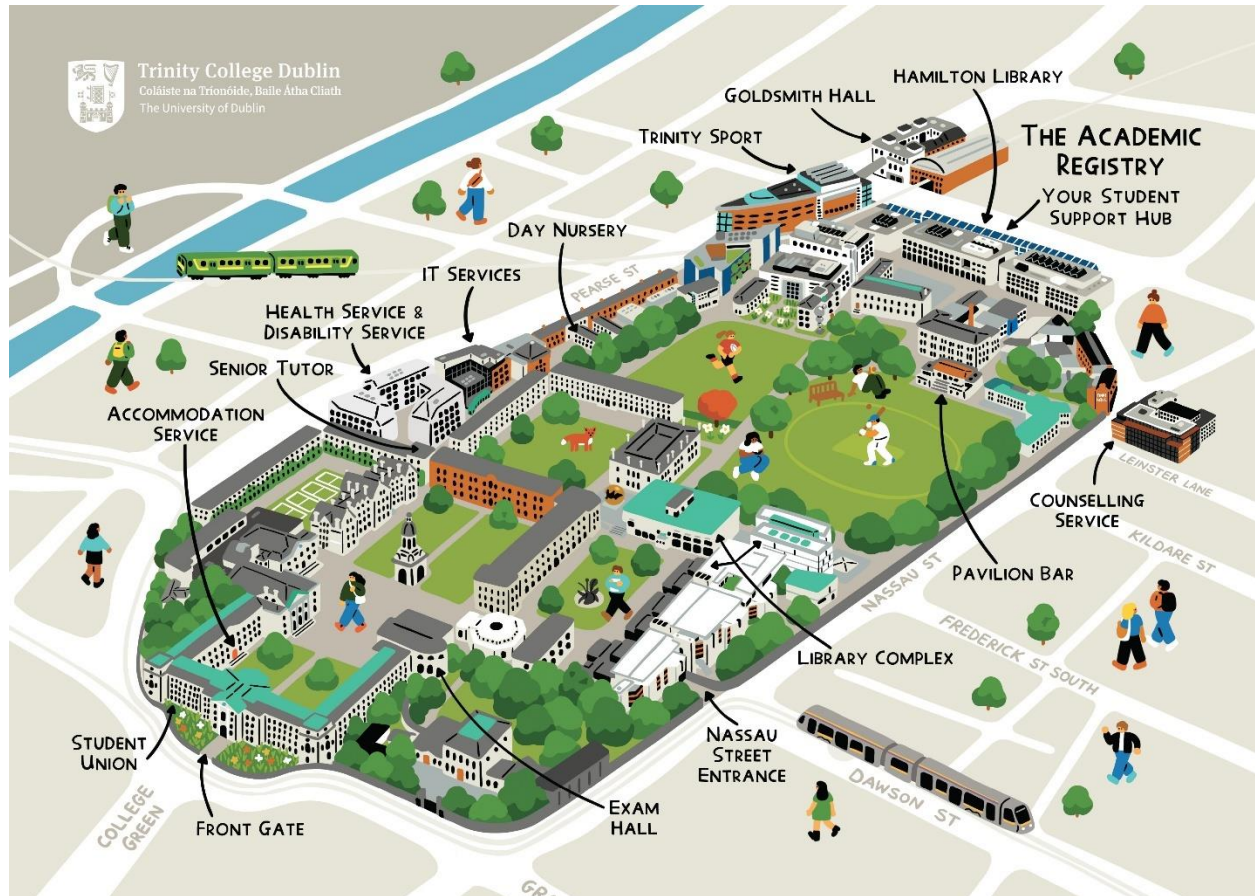 Trinity College Dublin
Coláiste na Tríonóide, Baile Átha Cliath
The University of Dublin
HAMILTON LIBRARY
GOLDSMITH HALL
TRINITY SPORT
THE ACADEMIC
REGISTRY
YOUR STUDENT
SUPPORT HUB
DAY NURSERY
PEARSE ST
IT SERVICES
HEALTH SERVICE &
DISABILITY SERVICE
SENIOR TUTOR
ACCOMMODATION
SERVICE
LEINSTER LANE
COUNSELLING
SERVICE
KILDARE ST
PAVILION BAR
NASSAU ST
FREDERICK ST SOUTH
LIBRARY COMPLEX
NASSAU
STREET
ENTRANCE
STUDENT
UNION
DAWSON ST
EXAM
HALL
FRONT GATE
COLLEGE
GREEN